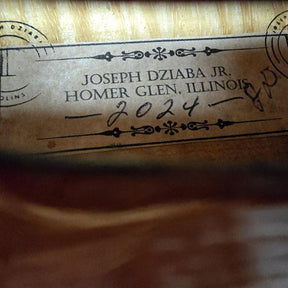 JOSEPH DZIABA JR.
HOMER GLEN, ILLINOIS
— 2024 —